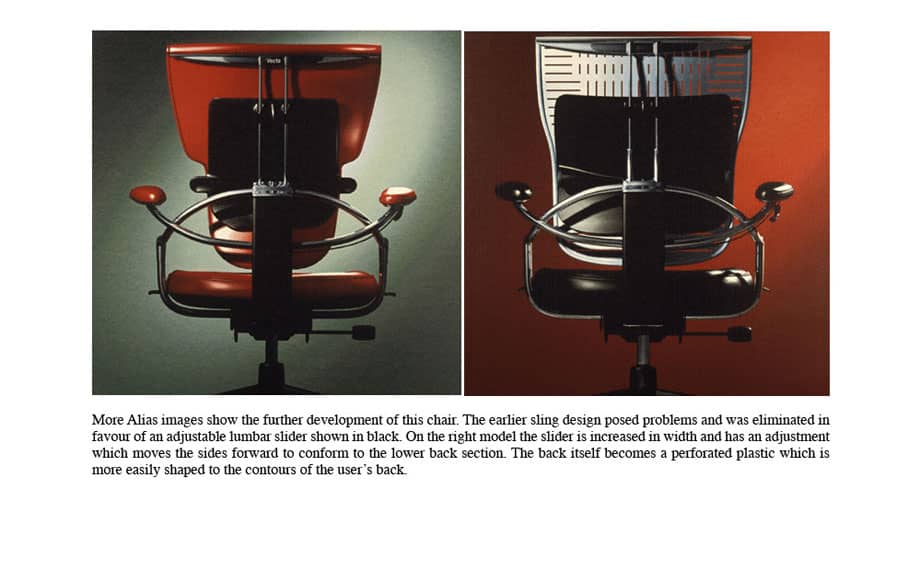 Vecta
More Alias images show the further development of this chair. The earlier sling design posed problems and was eliminated in
favour of an adjustable lumbar slider shown in black. On the right model the slider is increased in width and has an adjustment
which moves the sides forward to conform to the lower back section. The back itself becomes a perforated plastic which is
more easily shaped to the contours of the user’s back.